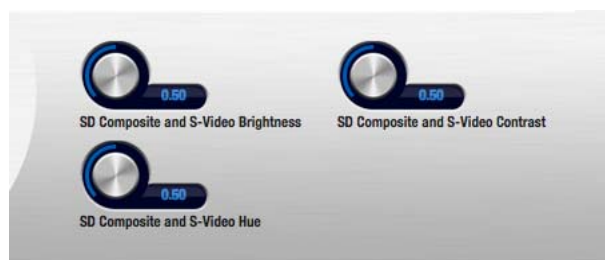 0.50
0.50
SD Composite and S-Video Brightness
SD Composite and S-Video Contrast
0.50
SD Composite and S-Video Hue